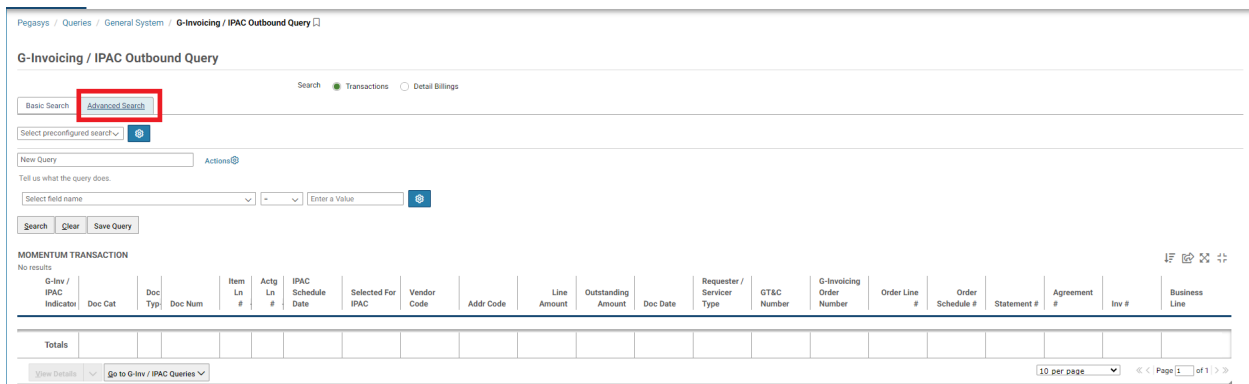 Pegasys / Queries / General System / G-Invoicing / IPAC Outbound Query
G-Invoicing / IPAC Outbound Query
Search Transactions Detail Billings
Basic Search Advanced Search
Select preconfigured search
New Query Actions
Tell us what the query does.
Select field name = Enter a Value
Search Clear Save Query
MOMENTUM TRANSACTION
No results
G-Inv / IPAC Indicator Doc Cat Doc Typ Doc Num Item Ln # Actg Ln # IPAC Schedule Date Selected For IPAC Vendor Code Addr Code Line Amount Outstanding Amount Doc Date Requester / Servicer Type GT&C Number G-Invoicing Order Number Order Line # Order Schedule # Statement # Agreement # Inv # Business Line
Totals
View Details Go to G-Inv / IPAC Queries 10 per page Page 1 of 1